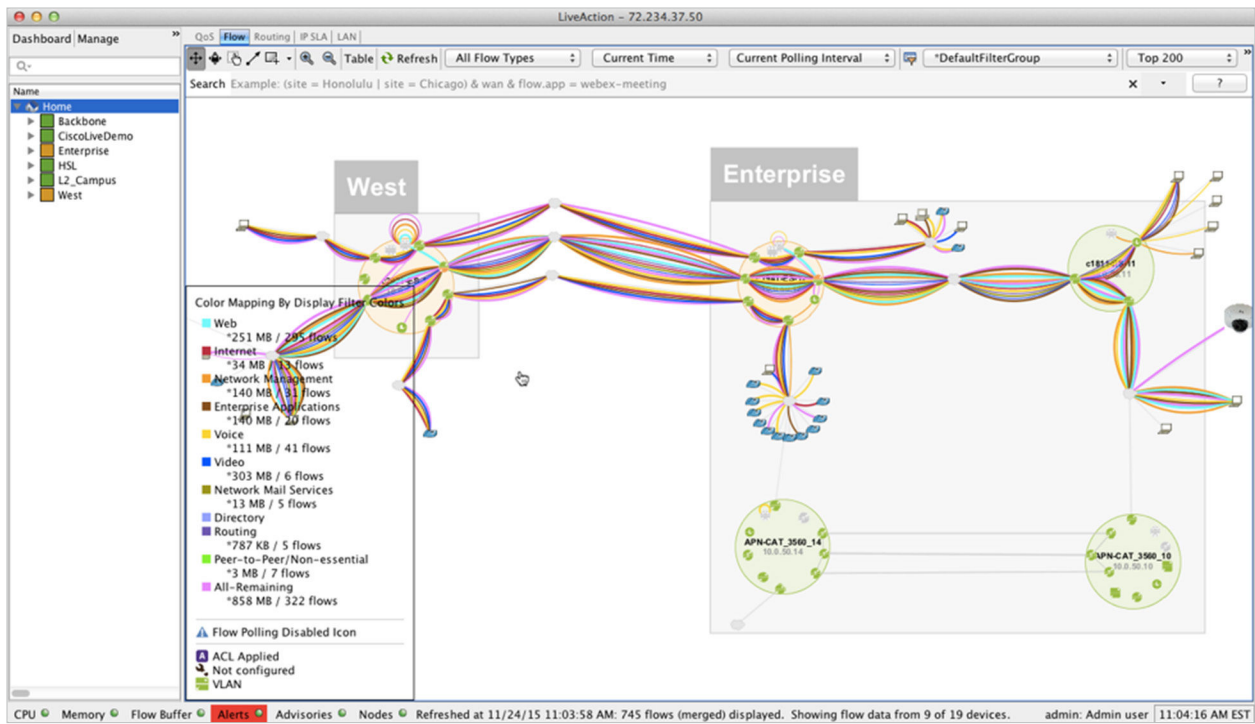 LiveAction – 72.234.37.50
Dashboard Manage »
QoS Flow Routing IP SLA LAN
Table Refresh All Flow Types Current Time Current Polling Interval *DefaultFilterGroup Top 200 »
Search Example: (site = Honolulu | site = Chicago) & wan & flow.app = webex-meeting x ?
Name
Home
Backbone
CiscoLiveDemo
Enterprise
HSL
L2_Campus
West
West
Enterprise
APN-CAT_3560_14
10.0.50.14
APN-CAT_3560_10
10.0.50.10
Color Mapping By Display Filter Colors
Web
*251 MB / 295 flows
Internet
*34 MB / 13 flows
Network Management
*140 MB / 31 flows
Enterprise Applications
*140 MB / 20 flows
Voice
*111 MB / 41 flows
Video
*303 MB / 6 flows
Network Mail Services
*13 MB / 5 flows
Directory
Routing
*787 KB / 5 flows
Peer-to-Peer/Non-essential
*3 MB / 7 flows
All-Remaining
*858 MB / 322 flows
Flow Polling Disabled Icon
A ACL Applied
Not configured
VLAN
CPU Memory Flow Buffer Alerts Advisories Nodes Refreshed at 11/24/15 11:03:58 AM: 745 flows (merged) displayed. Showing flow data from 9 of 19 devices. admin: Admin user 11:04:16 AM EST